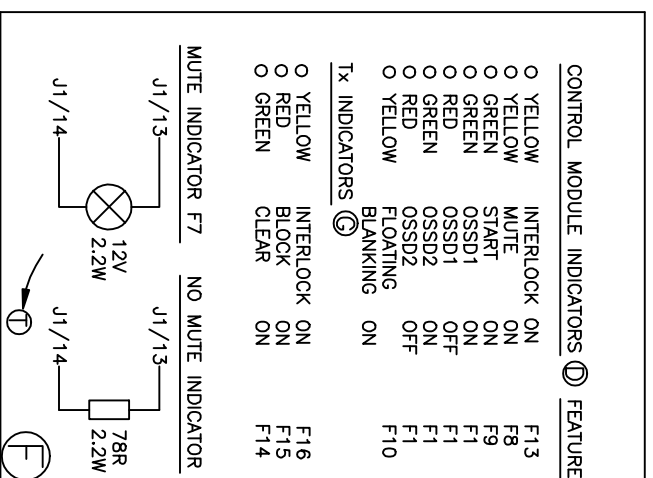 CONTROL MODULE INDICATORS D FEATURE
YELLOW INTERLOCK ON F13
YELLOW MUTE ON F8
GREEN START ON F9
GREEN OSSD1 ON F1
RED OSSD1 OFF F1
GREEN OSSD2 ON F1
RED OSSD2 OFF F1
YELLOW FLOATING F10
BLANKING ON
Tx INDICATORS G
YELLOW INTERLOCK ON F16
RED BLOCK ON F15
GREEN CLEAR ON F14
MUTE INDICATOR F7
J1/13
J1/14
12V
2.2W
NO MUTE INDICATOR
J1/13
J1/14
78R
2.2W
T
F